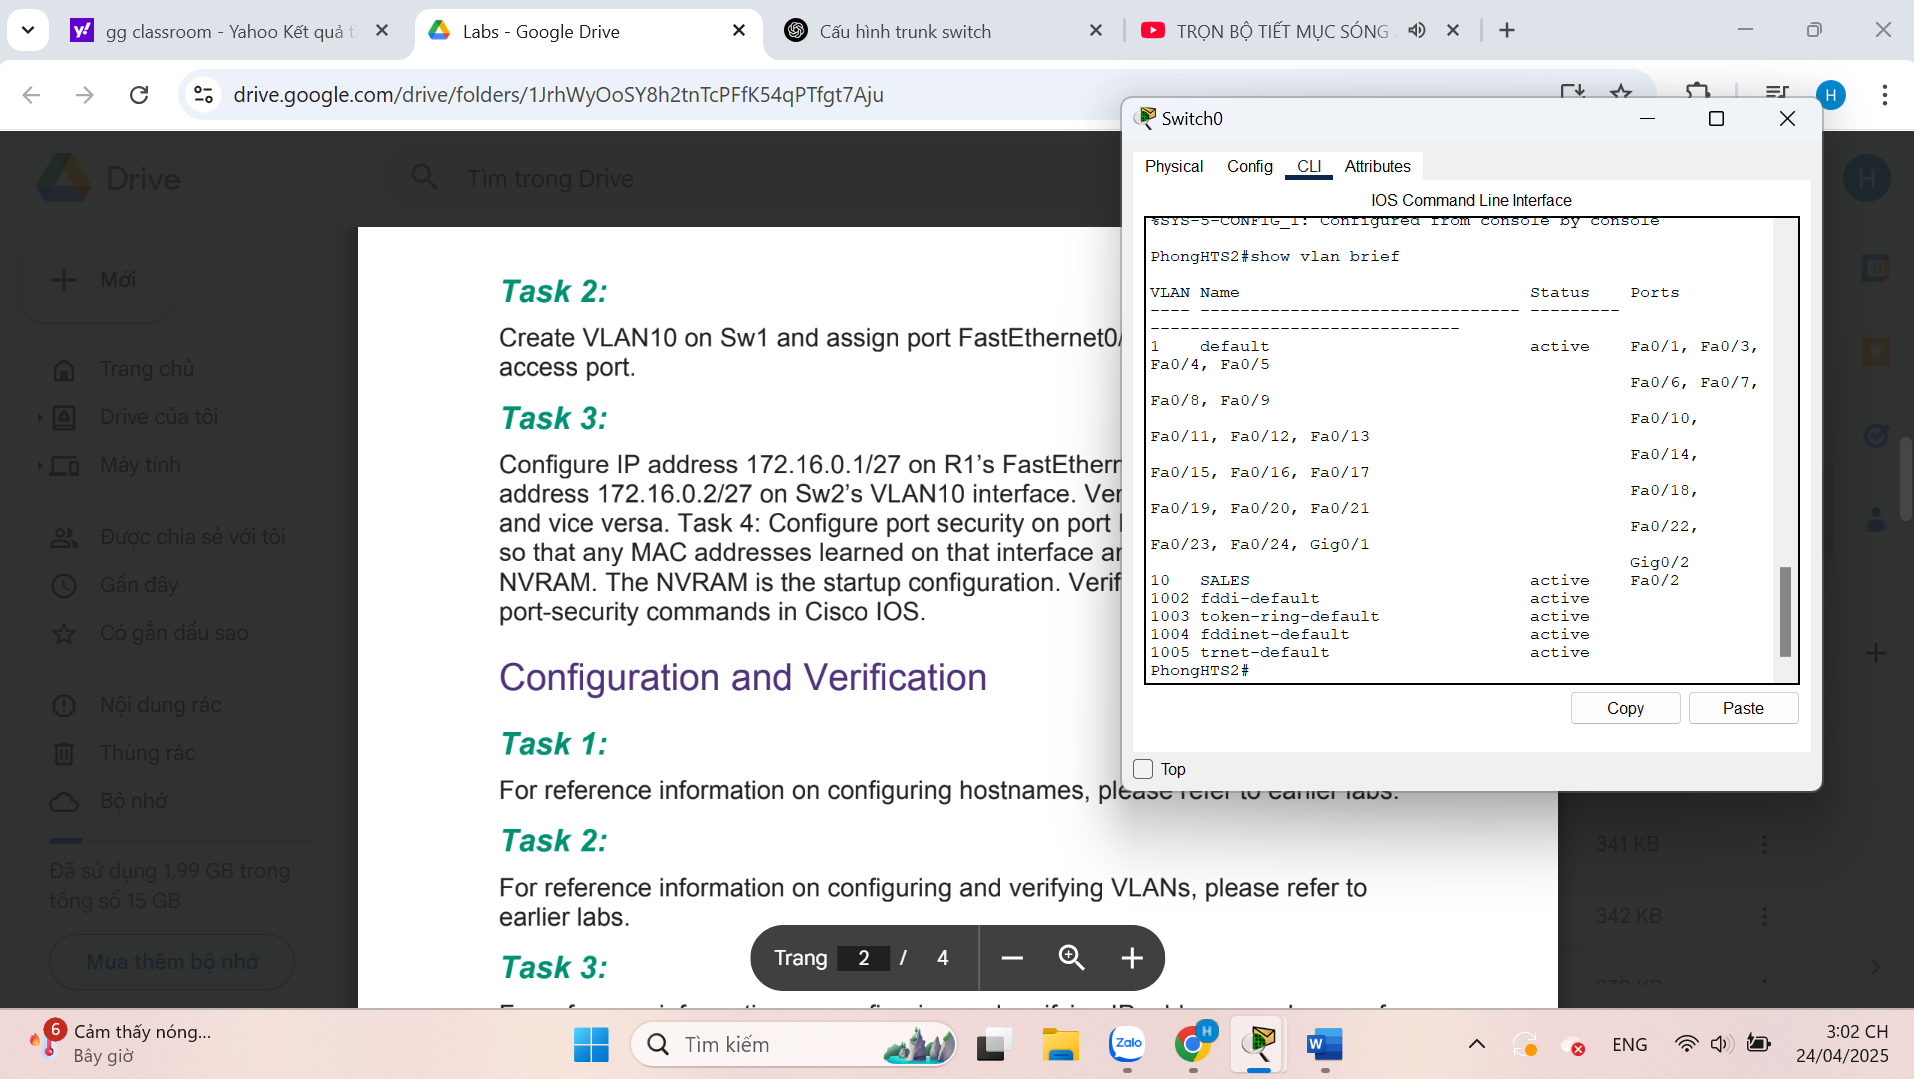 gg classroom - Yahoo Kết quả t
Labs - Google Drive
Cấu hình trunk switch
TRỌN BỘ TIẾT MỤC SÓNG
drive.google.com/drive/folders/1JrhWyOoSY8h2tnTcPFfK54qPTfgt7Aju
H
Drive
Tìm trong Drive
H
Mới
Trang chủ
Drive của tôi
Máy tính
Được chia sẻ với tôi
Gần đây
Có gắn dấu sao
Nội dung rác
Thùng rác
Bộ nhớ
Đã sử dụng 1,99 GB trong
tổng số 15 GB
Mua thêm bộ nhớ
31
Task 2:
Create VLAN10 on Sw1 and assign port FastEthernet0/
access port.
Task 3:
Configure IP address 172.16.0.1/27 on R1’s FastEthern
address 172.16.0.2/27 on Sw2’s VLAN10 interface. Ver
and vice versa. Task 4: Configure port security on port
so that any MAC addresses learned on that interface ar
NVRAM. The NVRAM is the startup configuration. Verif
port-security commands in Cisco IOS.
Configuration and Verification
Task 1:
For reference information on configuring hostnames, please refer to earlier labs.
Task 2:
For reference information on configuring and verifying VLANs, please refer to
earlier labs.
Task 3:
Trang 2 / 4
341 KB
342 KB
Switch0
Physical Config CLI Attributes
IOS Command Line Interface
%SYS-5-CONFIG_I: Configured from console by console
PhongHTS2#show vlan brief
VLAN Name Status Ports
---- -------------------------------- ---------
-------------------------------
1 default active Fa0/1, Fa0/3,
Fa0/4, Fa0/5
Fa0/6, Fa0/7,
Fa0/8, Fa0/9
Fa0/10,
Fa0/11, Fa0/12, Fa0/13
Fa0/14,
Fa0/15, Fa0/16, Fa0/17
Fa0/18,
Fa0/19, Fa0/20, Fa0/21
Fa0/22,
Fa0/23, Fa0/24, Gig0/1
Gig0/2
10 SALES active Fa0/2
1002 fddi-default active
1003 token-ring-default active
1004 fddinet-default active
1005 trnet-default active
PhongHTS2#
Copy Paste
Top
6
Cảm thấy nóng...
Bây giờ
Tìm kiếm
Zalo
H
W
ENG
3:02 CH
24/04/2025